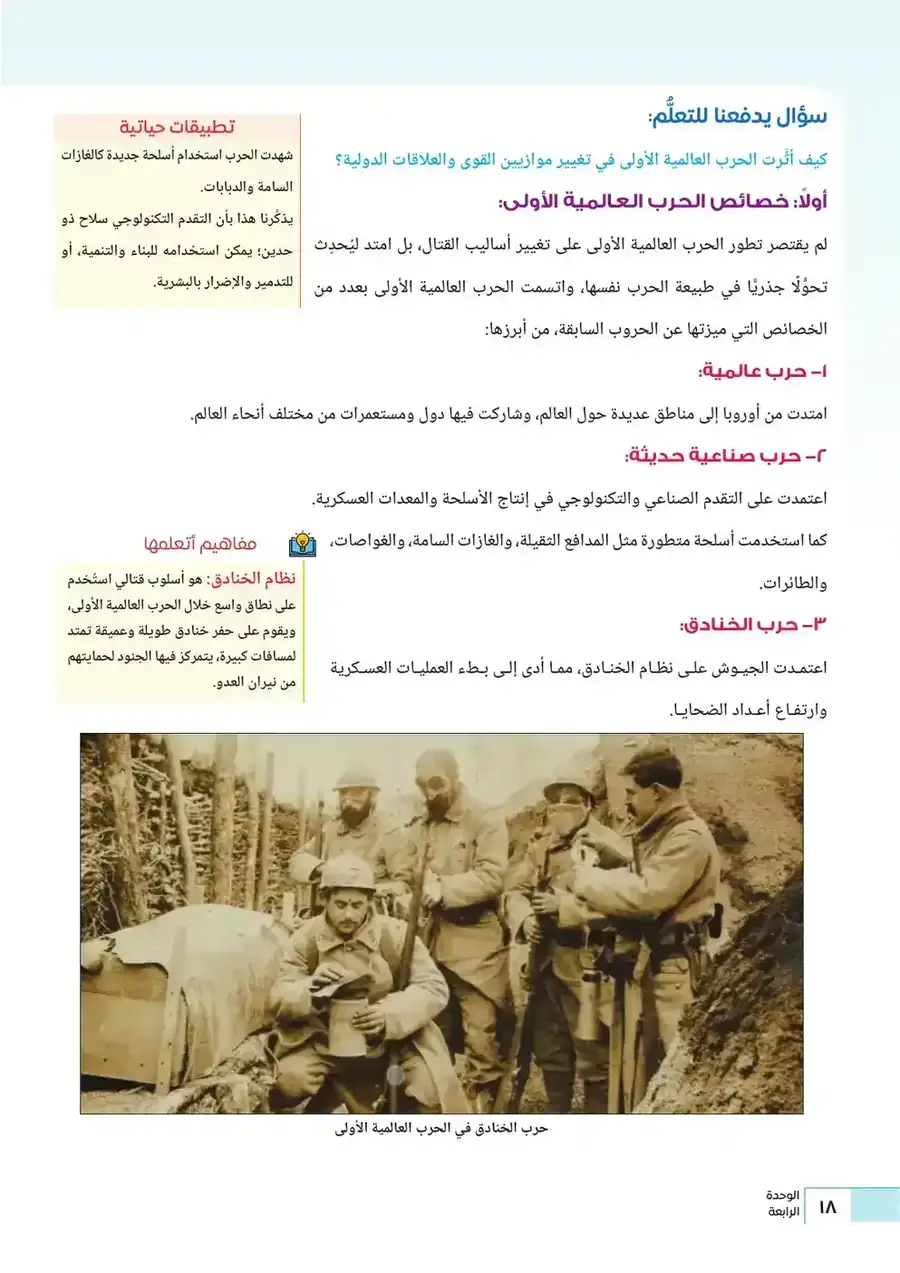 سؤال يدفعنا للتعلُّم:
كيف أثَّرت الحرب العالمية الأولى في تغيير موازيين القوى والعلاقات الدولية؟
أولًا: خصائص الحرب العالمية الأولى:
لم يقتصر تطور الحرب العالمية الأولى على تغيير أساليب القتال، بل امتد ليُحدِث
تحوُّلًا جذريًّا في طبيعة الحرب نفسها، واتسمت الحرب العالمية الأولى بعدد من
الخصائص التي ميزتها عن الحروب السابقة، من أبرزها:
تطبيقات حياتية
شهدت الحرب استخدام أسلحة جديدة كالغازات
السامة والدبابات.
يذكَّرنا هذا بأن التقدم التكنولوجي سلاح ذو
حدين؛ يمكن استخدامه للبناء والتنمية، أو
للتدمير والإضرار بالبشرية.
١- حرب عالمية:
امتدت من أوروبا إلى مناطق عديدة حول العالم، وشاركت فيها دول ومستعمرات من مختلف أنحاء العالم.
٢- حرب صناعية حديثة:
اعتمدت على التقدم الصناعي والتكنولوجي في إنتاج الأسلحة والمعدات العسكرية.
كما استخدمت أسلحة متطورة مثل المدافع الثقيلة، والغازات السامة، والغواصات،
والطائرات.
٣- حرب الخنادق:
اعتمدت الجيوش على نظام الخنادق، مما أدى إلى بطء العمليات العسكرية
وارتفاع أعداد الضحايا.
مفاهيم أتعلمها
نظام الخنادق: هو أسلوب قتالي استُخدم
على نطاق واسع خلال الحرب العالمية الأولى،
ويقوم على حفر خنادق طويلة وعميقة تمتد
لمسافات كبيرة، يتمركز فيها الجنود لحمايتهم
من نيران العدو.
حرب الخنادق في الحرب العالمية الأولى
١٨
الوحدة
الرابعة